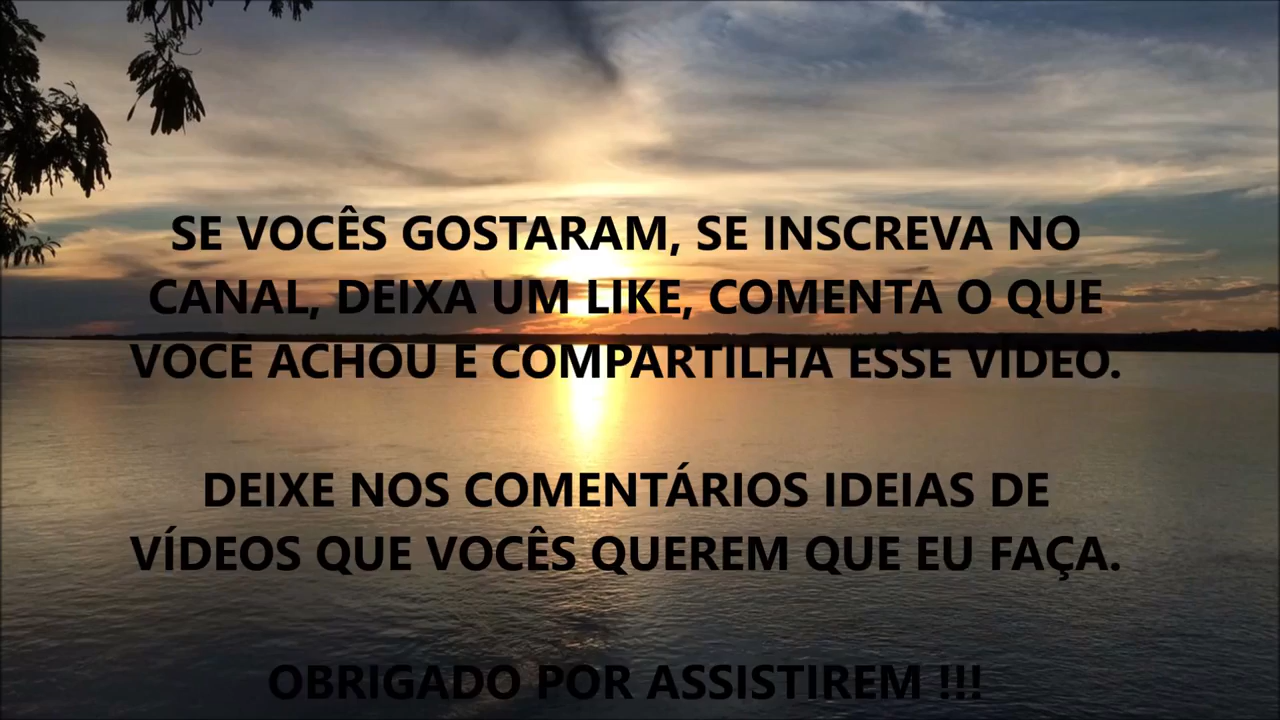 SE VOCÊS GOSTARAM, SE INSCREVA NO
CANAL, DEIXA UM LIKE, COMENTA O QUE
VOCÊ ACHOU E COMPARTILHA ESSE VÍDEO.
DEIXE NOS COMENTÁRIOS IDEIAS DE
VÍDEOS QUE VOCÊS QUEREM QUE EU FAÇA.
OBRIGADO POR ASSISTIREM !!!